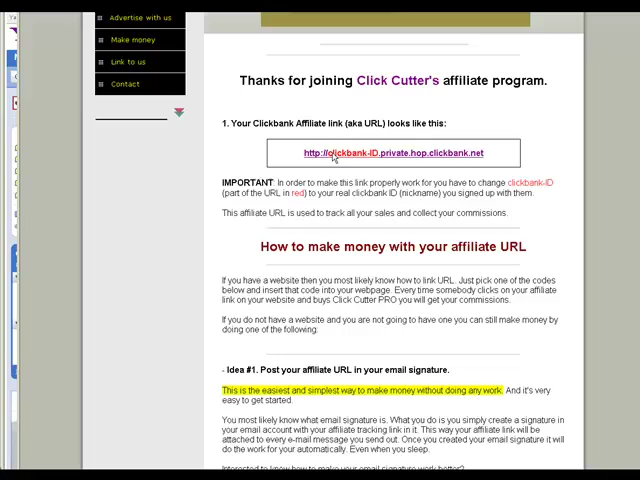 Advertise with us
Make money
Link to us
Contact
Thanks for joining Click Cutter's affiliate program.
1. Your Clickbank Affiliate link (aka URL) looks like this:
http://clickbank-ID.private.hop.clickbank.net
IMPORTANT: In order to make this link properly work for you have to change clickbank-ID
(part of the URL in red) to your real clickbank ID (nickname) you signed up with them.
This affiliate URL is used to track all your sales and collect your commissions.
How to make money with your affiliate URL
If you have a website then you most likely know how to link URL. Just pick one of the codes
below and insert that code into your webpage. Every time somebody clicks on your affiliate
link on your website and buys Click Cutter PRO you will get your commissions.
If you do not have a website and you are not going to have one you can still make money by
doing one of the following:
- Idea #1. Post your affiliate URL in your email signature.
This is the easiest and simplest way to make money without doing any work. And it's very
easy to get started.
You most likely know what email signature is. What you do is you simply create a signature in
your email account with your affiliate tracking link in it. This way your affiliate link will be
attached to every e-mail message you send out. Once you created your email signature it will
do the work for your automatically. Even when you sleep.
Interested to know how to make your email signature work better?